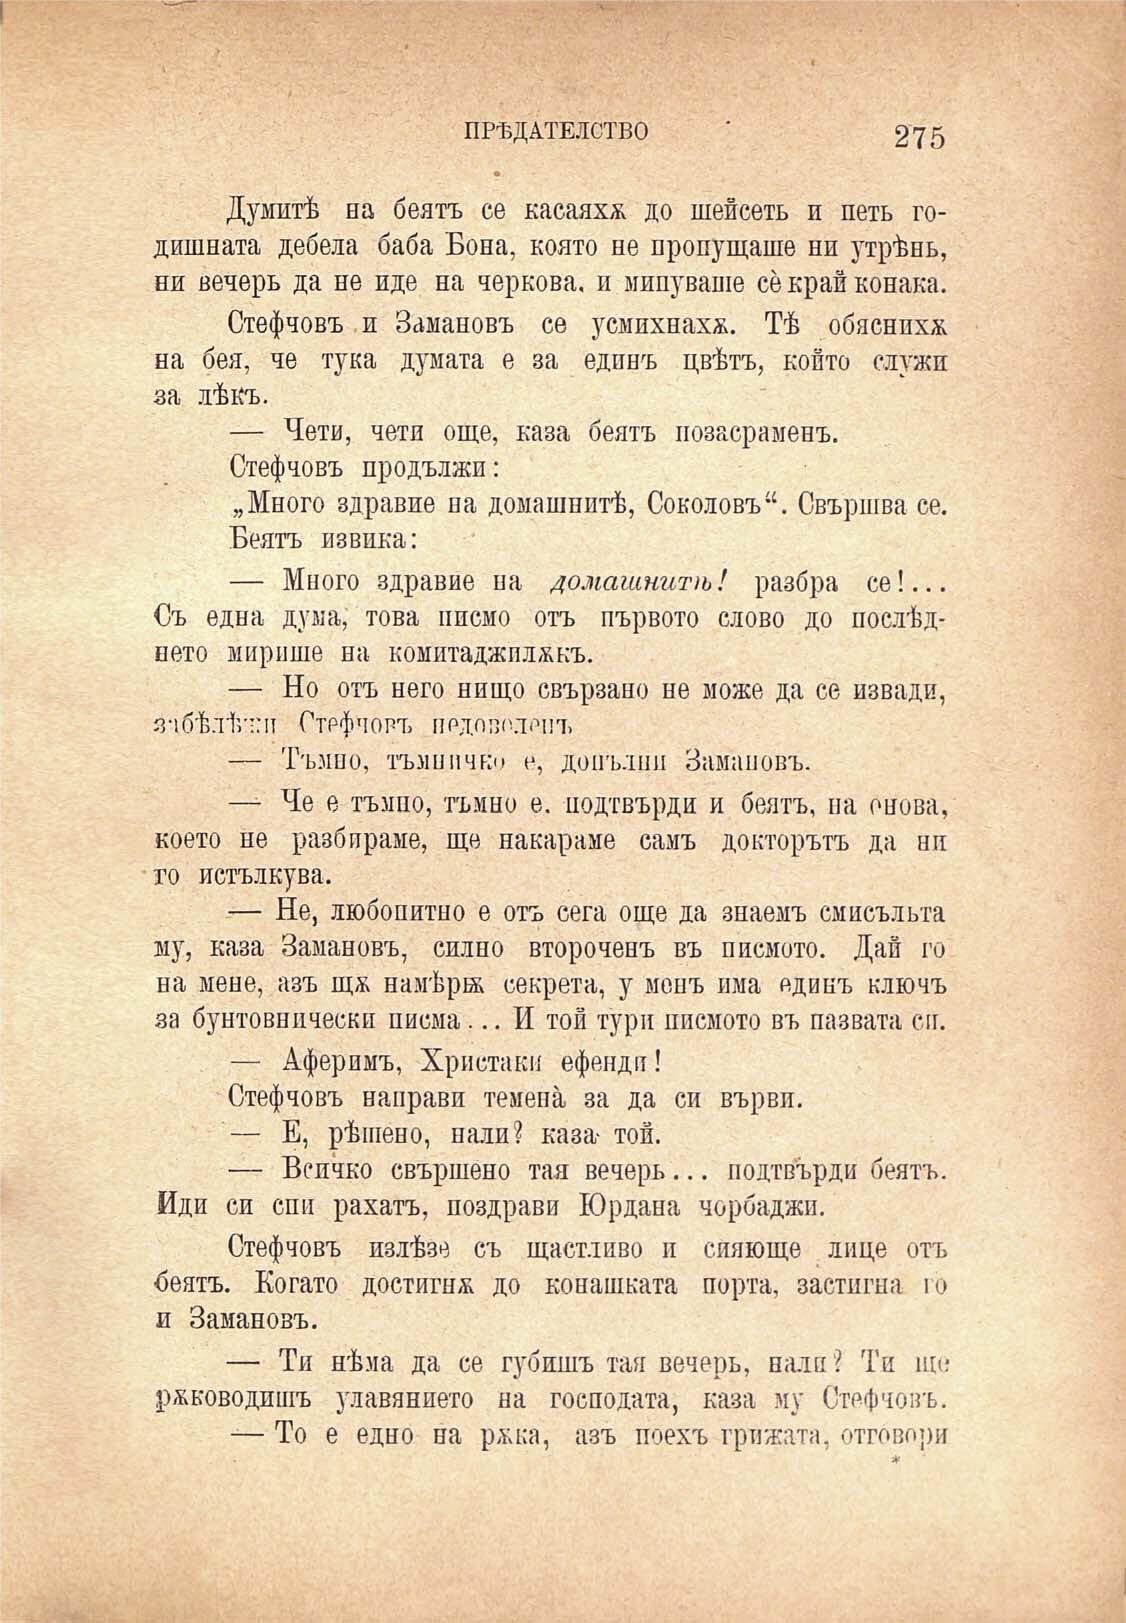 ПРѢДАТЕЛСТВО 275
Думитѣ на беятъ се касаяхѫ до шейсеть и петь го-
дишната дебела баба Бона, която не пропущаше ни утрѣнь,
ни вечерь да не иде на черкова. и минуваше сѐ край конака.
Стефчовъ и Замановъ се усмихнахѫ. Тѣ обяснихѫ
на бея, че тука думата е за единъ цвѣтъ, който служи
за лѣкъ.
— Чети, чети още, каза беятъ позасраменъ.
Стефчовъ продължи:
„Много здравие на домашнитѣ, Соколовъ“. Свършва се.
Беятъ извика:
— Много здравие на домашнитѣ! разбра се!...
Съ една дума, това писмо отъ първото слово до послѣд-
нето мирише на комитаджилѫкъ.
— Но отъ него нищо свързано не може да се извади,
забѣлѣжи Стефчовъ недоволенъ
— Тъмно, тъмничко е, допълни Замановъ.
— Че е тъмно, тъмно е. подтвърди и беятъ, на онова,
което не разбираме, ще накараме самъ докторътъ да ни
го истълкува.
— Не, любопитно е отъ сега още да знаемъ смисъльта
му, каза Замановъ, силно второченъ въ писмото. Дай го
на мене, азъ щѫ намѣрѭ секрета, у менъ има единъ ключъ
за бунтовнически писма... И той тури писмото въ пазвата си.
— Аферимъ, Христаки ефенди!
Стефчовъ направи темена̀ за да си върви.
— Е, рѣшено, нали? каза той.
— Всичко свършено тая вечерь... подтвърди беятъ.
Иди си спи рахатъ, поздрави Юрдана чорбаджи.
Стефчовъ излѣзе съ щастливо и сияюще лице отъ
беятъ. Когато достигнѫ до конашката порта, застигна го
и Замановъ.
— Ти нѣма да се губишъ тая вечерь, нали? Ти ще
рѫководишъ улавянието на господата, каза му Стефчовъ.
— То е едно на рѫка, азъ поехъ грижата, отговори
*